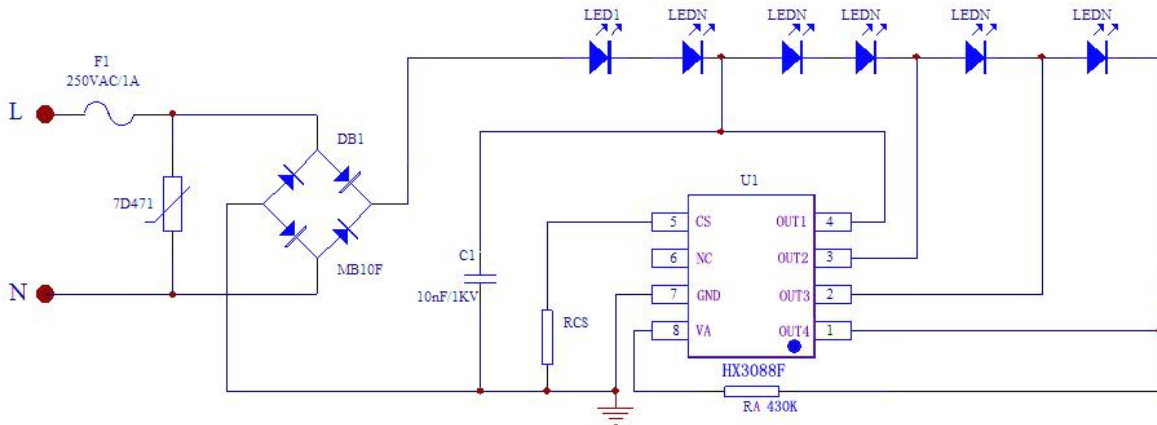 LED1
LEDN
LEDN
LEDN
LEDN
LEDN
F1
250VAC/1A
L
DB1
7D471
MB10F
N
C1
10nF/1KV
RCS
U1
5 CS OUT1 4
6 NC OUT2 3
7 GND OUT3 2
8 VA OUT4 1
HX3088F
RA 430K